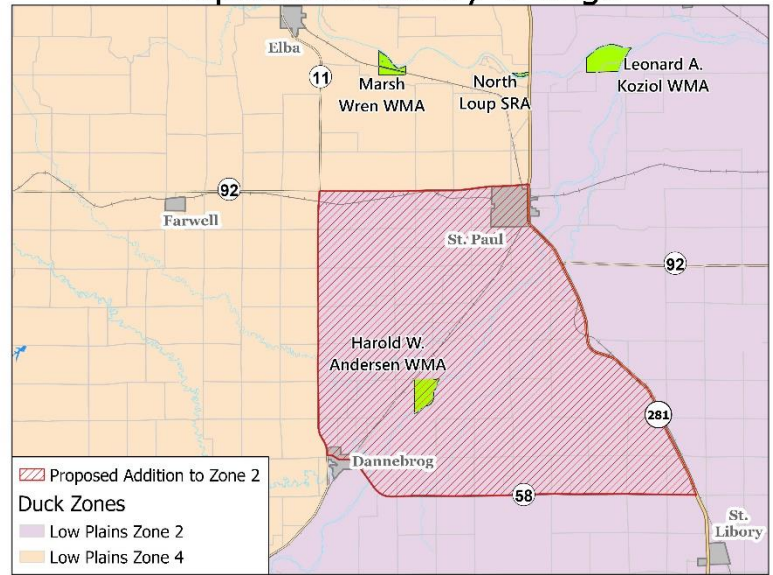 Elba
11
Marsh
Wren WMA
North
Loup SRA
Leonard A.
Koziol WMA
92
Farwell
St. Paul
92
Harold W.
Andersen WMA
281
Dannebrog
58
St.
Libory
Proposed Addition to Zone 2
Duck Zones
Low Plains Zone 2
Low Plains Zone 4